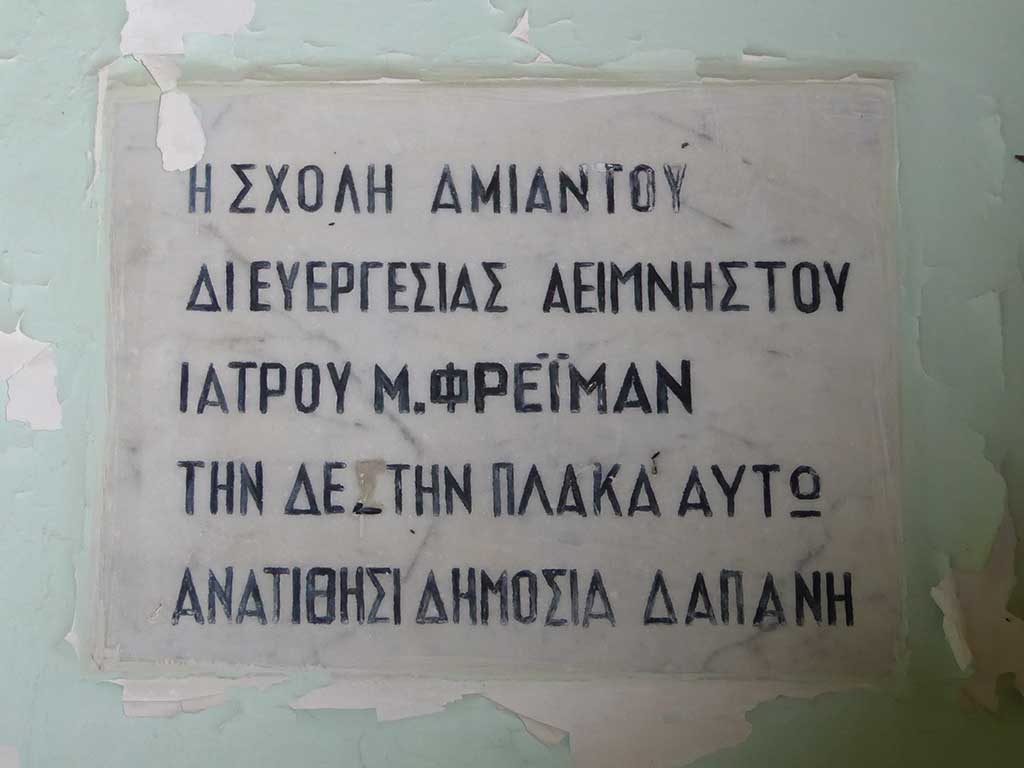 Η ΣΧΟΛΗ ΑΜΙΑΝΤΟΥ
ΔΙ ΕΥΕΡΓΕΣΙΑΣ ΑΕΙΜΝΗΣΤΟΥ
ΙΑΤΡΟΥ Μ. ΦΡΕΪΜΑΝ
ΤΗΝ ΔΕ ΤΗΝ ΠΛΑΚΑ ΑΥΤΩ
ΑΝΑΤΙΘΗΣΙ ΔΗΜΟΣΙΑ ΔΑΠΑΝΗ